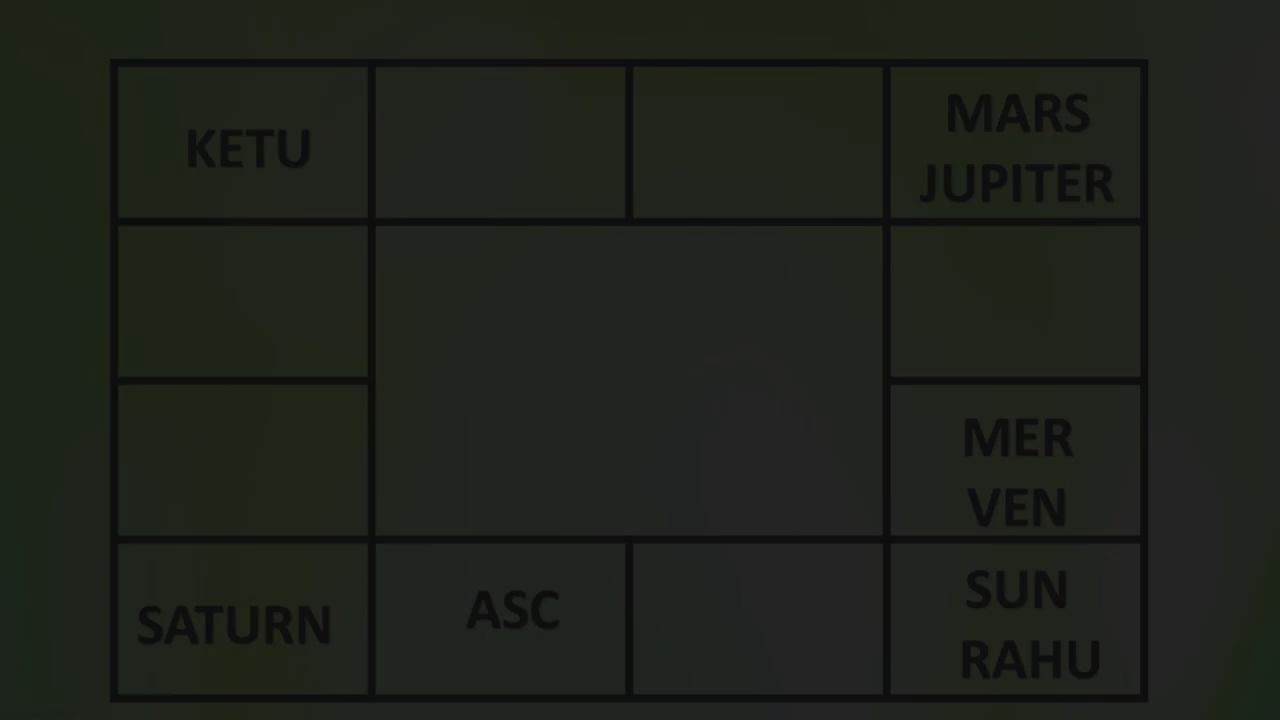 KETU
MARS
JUPITER
MER
VEN
SATURN
ASC
SUN
RAHU